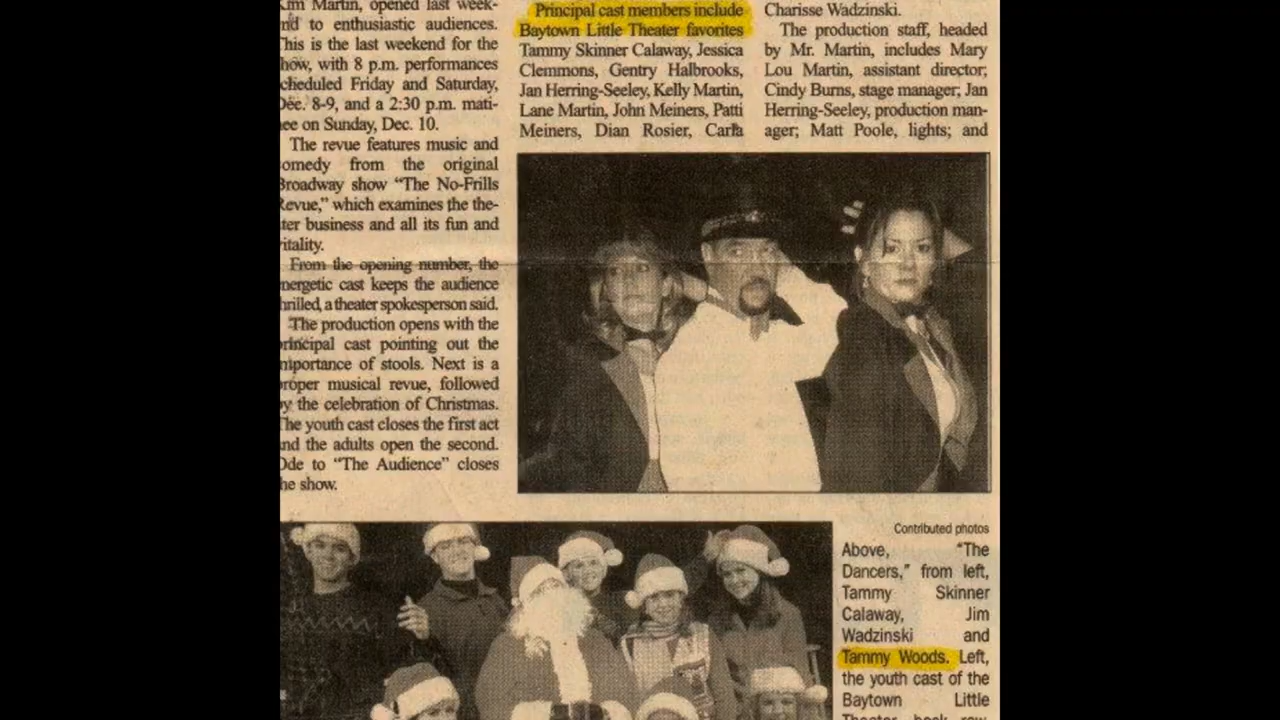 Kim Martin, opened last week-
end to enthusiastic audiences.
This is the last weekend for the
show, with 8 p.m. performances
scheduled Friday and Saturday,
Dec. 8-9, and a 2:30 p.m. mati-
nee on Sunday, Dec. 10.
The revue features music and
comedy from the original
Broadway show “The No-Frills
Revue,” which examines the the-
ater business and all its fun and
vitality.
From the opening number, the
energetic cast keeps the audience
thrilled, a theater spokesperson said.
The production opens with the
principal cast pointing out the
importance of stools. Next is a
proper musical revue, followed
by the celebration of Christmas.
The youth cast closes the first act
and the adults open the second.
Ode to “The Audience” closes
the show.
Principal cast members include
Baytown Little Theater favorites
Tammy Skinner Calaway, Jessica
Clemmons, Gentry Halbrooks,
Jan Herring-Seeley, Kelly Martin,
Lane Martin, John Meiners, Patti
Meiners, Dian Rosier, Carla
Charisse Wadzinski.
The production staff, headed
by Mr. Martin, includes Mary
Lou Martin, assistant director;
Cindy Burns, stage manager; Jan
Herring-Seeley, production man-
ager; Matt Poole, lights; and
Contributed photos
Above, “The
Dancers,” from left,
Tammy Skinner
Calaway, Jim
Wadzinski and
Tammy Woods. Left,
the youth cast of the
Baytown Little
Theater, back row,